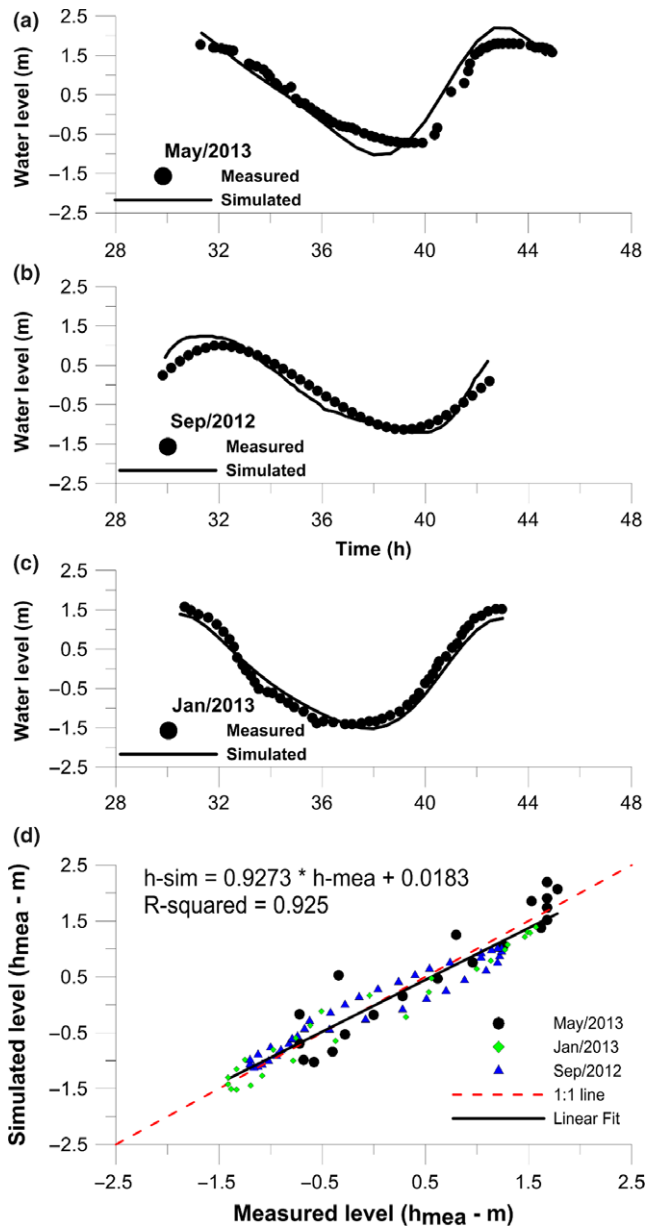 (a)
2.5
1.5
0.5
−0.5
−1.5
−2.5
Water level (m)
May/2013
Measured
Simulated
28 32 36 40 44 48
(b)
2.5
1.5
0.5
−0.5
−1.5
−2.5
Water level (m)
Sep/2012
Measured
Simulated
28 32 36 40 44 48
Time (h)
(c)
2.5
1.5
0.5
−0.5
−1.5
−2.5
Water level (m)
Jan/2013
Measured
Simulated
28 32 36 40 44 48
(d)
2.5
1.5
0.5
−0.5
−1.5
−2.5
Simulated level (hmea - m)
h-sim = 0.9273 * h-mea + 0.0183
R-squared = 0.925
May/2013
Jan/2013
Sep/2012
1:1 line
Linear Fit
−2.5 −1.5 −0.5 0.5 1.5 2.5
Measured level (hmea - m)